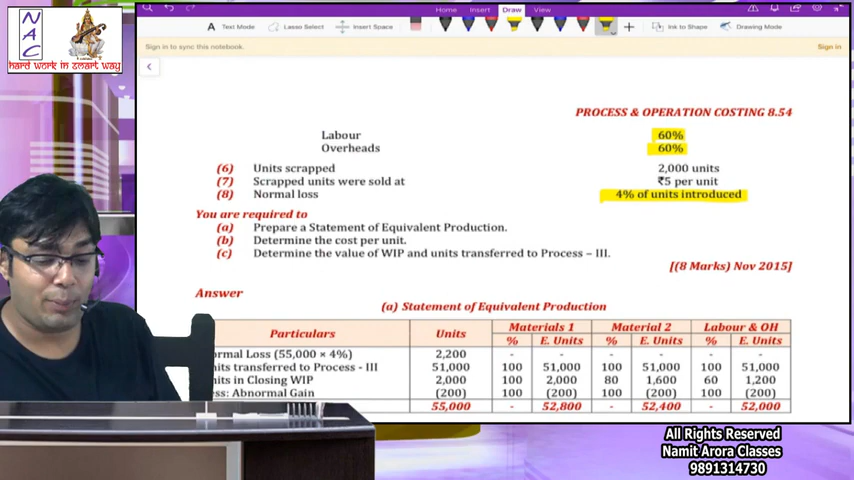 NAC
hard work in smart way
Home Insert Draw View
Text Mode Lasso Select Insert Space Ink to Shape Drawing Mode
Sign in to sync this notebook. Sign in
PROCESS & OPERATION COSTING 8.54
Labour 60%
Overheads 60%
(6) Units scrapped 2,000 units
(7) Scrapped units were sold at ₹5 per unit
(8) Normal loss 4% of units introduced
You are required to
(a) Prepare a Statement of Equivalent Production.
(b) Determine the cost per unit.
(c) Determine the value of WIP and units transferred to Process – III.
[(8 Marks) Nov 2015]
Answer
(a) Statement of Equivalent Production
Particulars Units Materials 1 Material 2 Labour & OH
% E. Units % E. Units % E. Units
ormal Loss (55,000 × 4%) 2,200 - - - - - -
its transferred to Process - III 51,000 100 51,000 100 51,000 100 51,000
nits in Closing WIP 2,000 100 2,000 80 1,600 60 1,200
ss: Abnormal Gain (200) 100 (200) 100 (200) 100 (200)
55,000 - 52,800 - 52,400 - 52,000
All Rights Reserved
Namit Arora Classes
9891314730